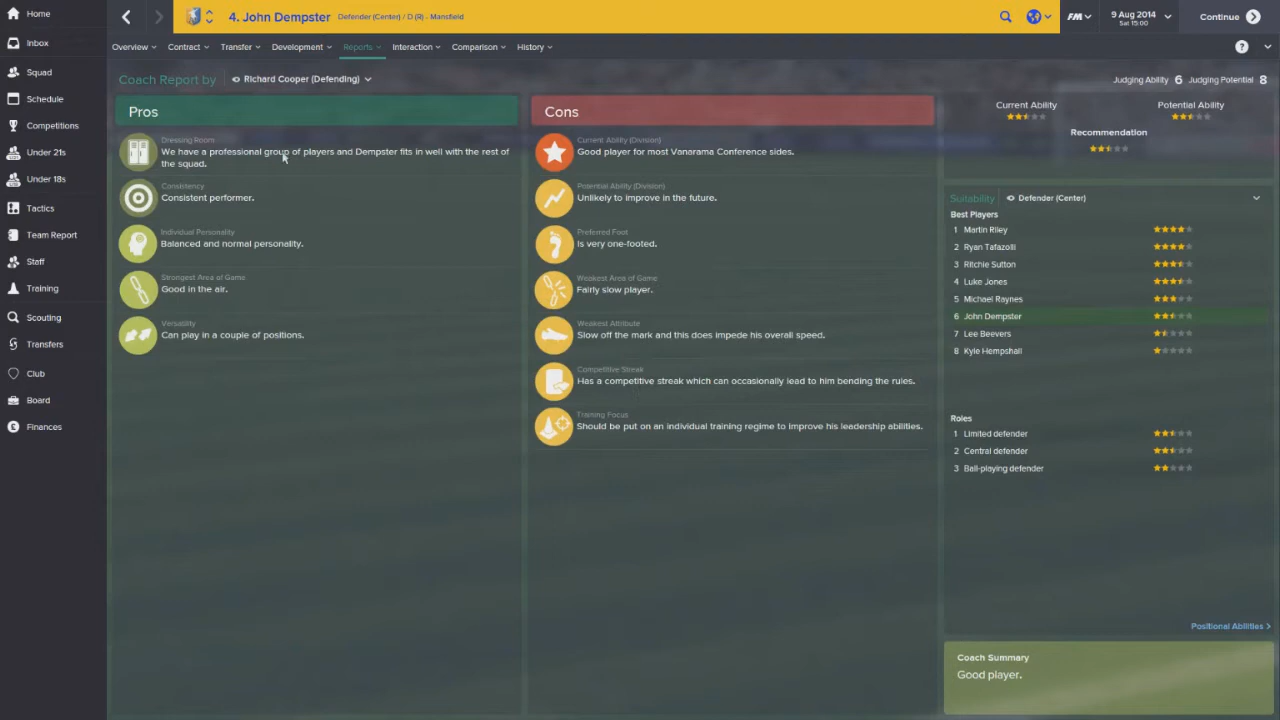 Home
4. John Dempster
Defender (Center) / D (R) - Mansfield
FM
9 Aug 2014
Sat 15:00
Continue
Inbox
Squad
Schedule
Competitions
Under 21s
Under 18s
Tactics
Team Report
Staff
Training
Scouting
Transfers
Club
Board
Finances
Overview
Contract
Transfer
Development
Reports
Interaction
Comparison
History
?
Coach Report by
Richard Cooper (Defending)
Judging Ability 6 Judging Potential 8
Pros
Dressing Room
We have a professional group of players and Dempster fits in well with the rest of
the squad.
Consistency
Consistent performer.
Individual Personality
Balanced and normal personality.
Strongest Area of Game
Good in the air.
Versatility
Can play in a couple of positions.
Cons
Current Ability (Division)
Good player for most Vanarama Conference sides.
Potential Ability (Division)
Unlikely to improve in the future.
Preferred Foot
Is very one-footed.
Weakest Area of Game
Fairly slow player.
Weakest Attribute
Slow off the mark and this does impede his overall speed.
Competitive Streak
Has a competitive streak which can occasionally lead to him bending the rules.
Training Focus
Should be put on an individual training regime to improve his leadership abilities.
Current Ability
Potential Ability
Recommendation
Suitability
Defender (Center)
Best Players
1 Martin Riley
2 Ryan Tafazolli
3 Ritchie Sutton
4 Luke Jones
5 Michael Raynes
6 John Dempster
7 Lee Beevers
8 Kyle Hempshall
Roles
1 Limited defender
2 Central defender
3 Ball-playing defender
Positional Abilities >
Coach Summary
Good player.